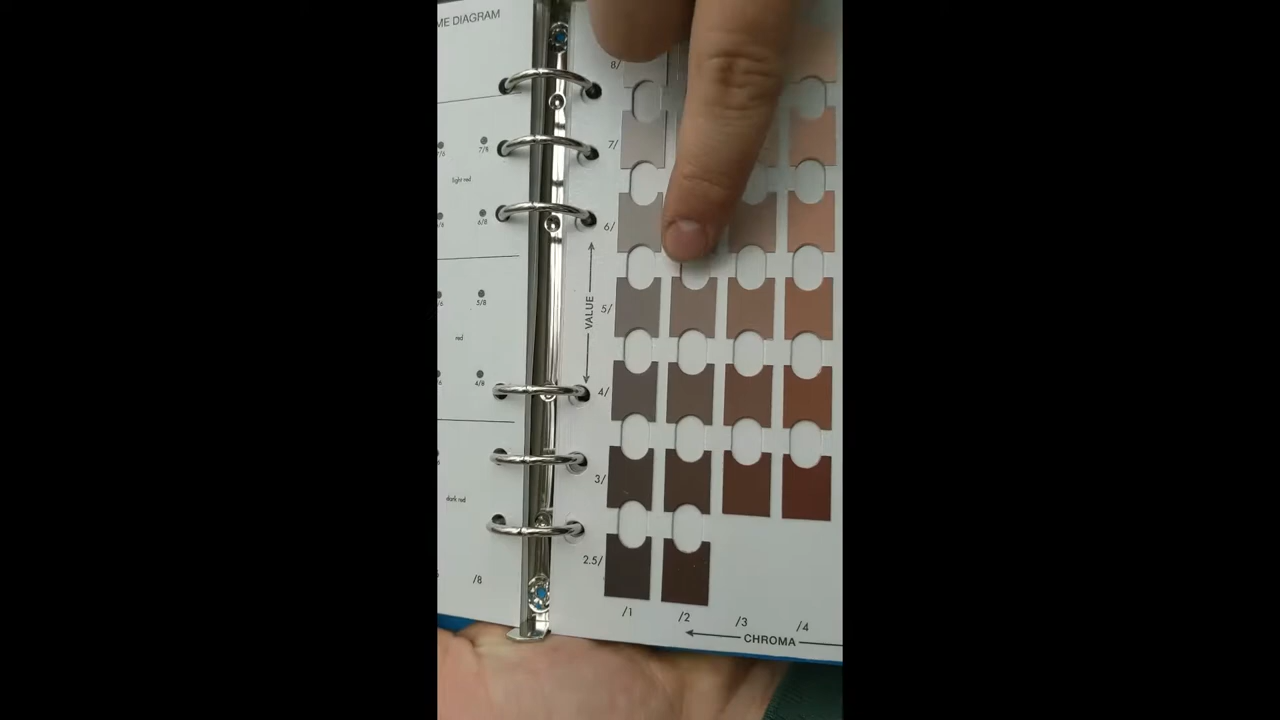 ME DIAGRAM
7/8
light red
6/8
5/8
red
4/8
dark red
/8
8/
7/
6/
VALUE
5/
4/
3/
2.5/
/1 /2 /3 /4
CHROMA